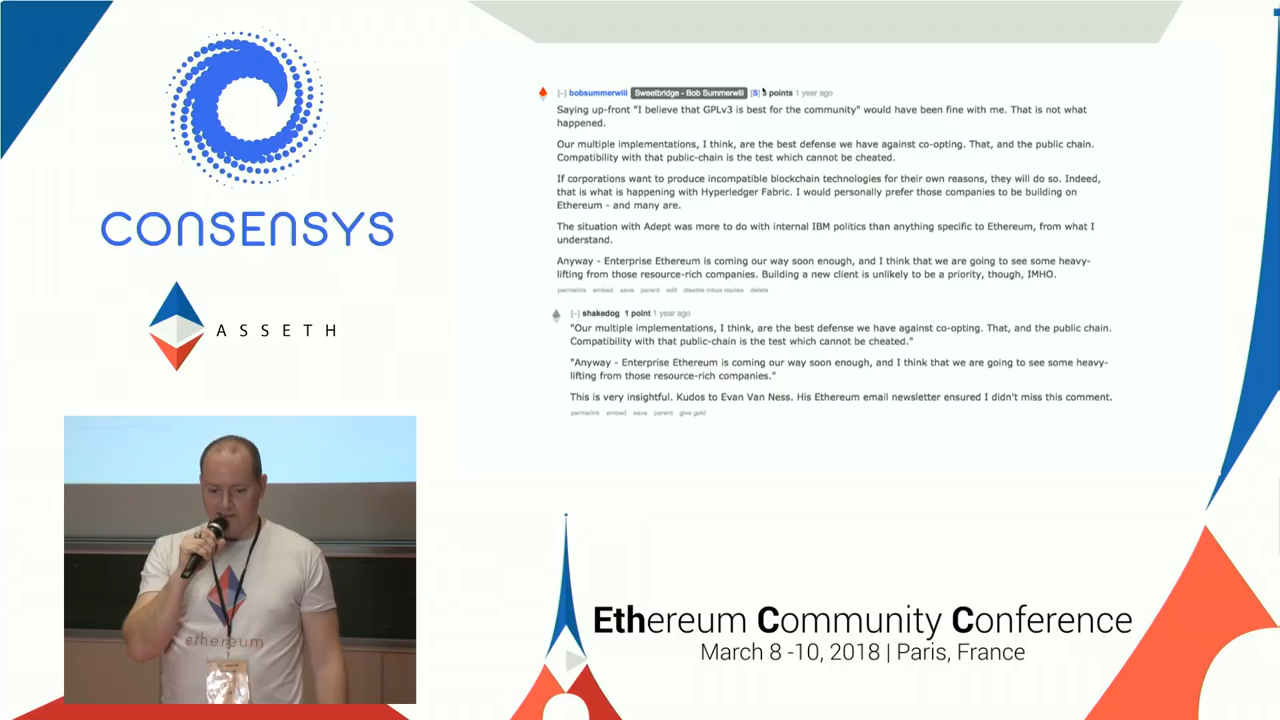 CONSENSYS
ASSETH
ethereum
[-] bobsummerwill Sweetbridge - Bob Summerwill [S] points 1 year ago
Saying up-front "I believe that GPLv3 is best for the community" would have been fine with me. That is not what
happened.
Our multiple implementations, I think, are the best defense we have against co-opting. That, and the public chain.
Compatibility with that public-chain is the test which cannot be cheated.
If corporations want to produce incompatible blockchain technologies for their own reasons, they will do so. Indeed,
that is what is happening with Hyperledger Fabric. I would personally prefer those companies to be building on
Ethereum - and many are.
The situation with Adept was more to do with internal IBM politics than anything specific to Ethereum, from what I
understand.
Anyway - Enterprise Ethereum is coming our way soon enough, and I think that we are going to see some heavy-
lifting from those resource-rich companies. Building a new client is unlikely to be a priority, though, IMHO.
permalink embed save parent edit disable inbox replies delete
[-] shakedog 1 point 1 year ago
"Our multiple implementations, I think, are the best defense we have against co-opting. That, and the public chain.
Compatibility with that public-chain is the test which cannot be cheated."
"Anyway - Enterprise Ethereum is coming our way soon enough, and I think that we are going to see some heavy-
lifting from those resource-rich companies."
This is very insightful. Kudos to Evan Van Ness. His Ethereum email newsletter ensured I didn't miss this comment.
permalink embed save parent give gold
Ethereum Community Conference
March 8 -10, 2018 | Paris, France